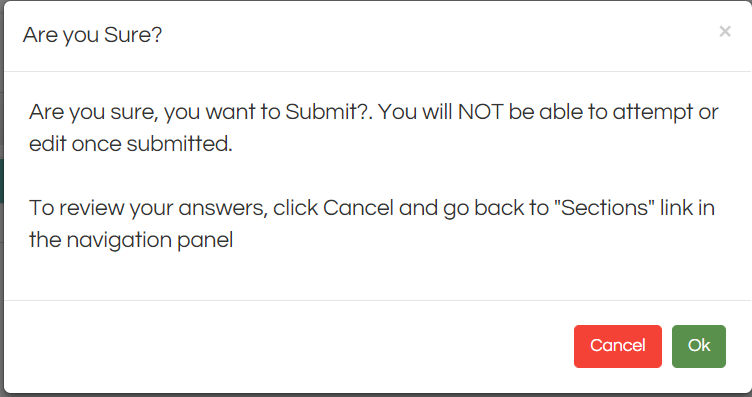 Are you Sure?
×
Are you sure, you want to Submit?. You will NOT be able to attempt or
edit once submitted.
To review your answers, click Cancel and go back to "Sections" link in
the navigation panel
Cancel Ok